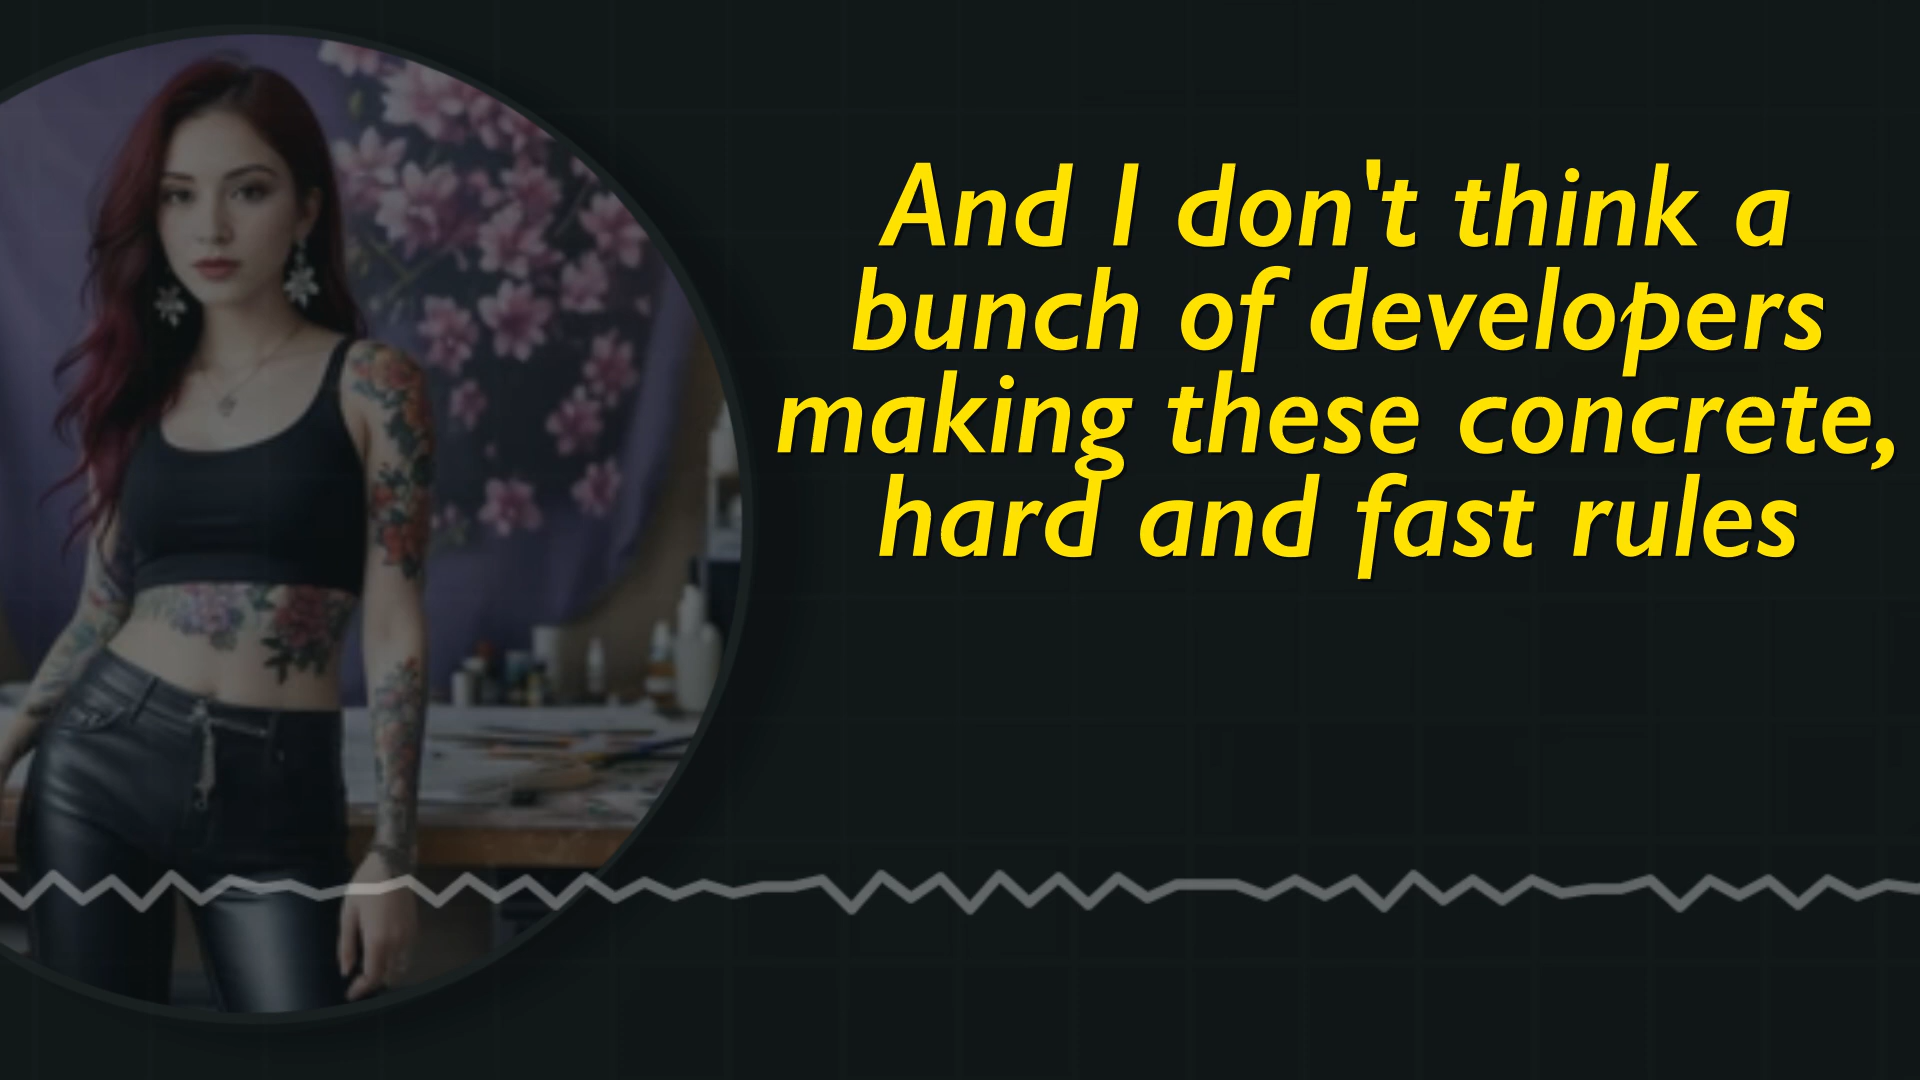 And I don't think a
bunch of developers
making these concrete,
hard and fast rules